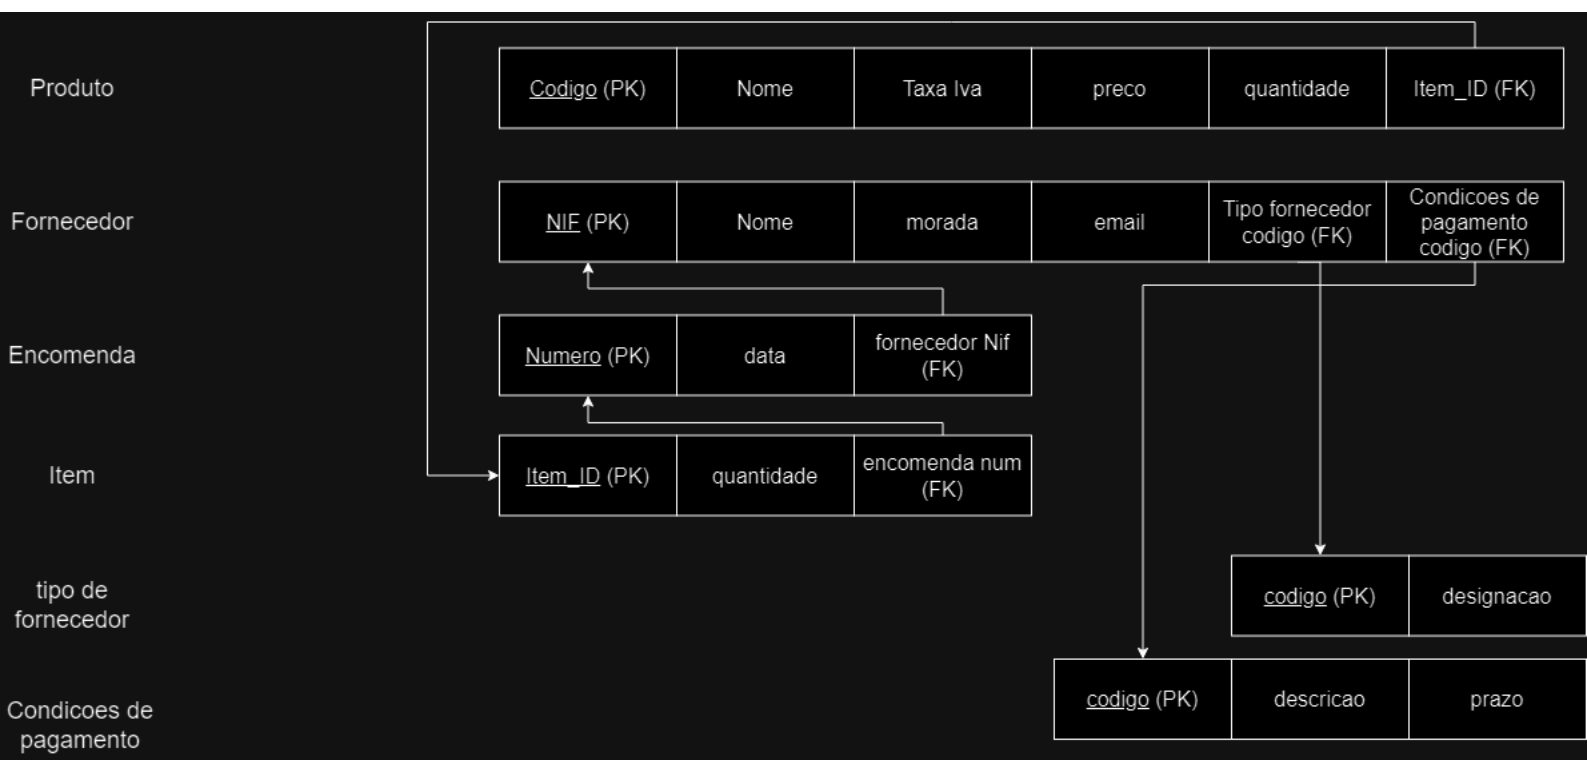 Produto
Codigo (PK)
Nome
Taxa Iva
preco
quantidade
Item_ID (FK)
Fornecedor
NIF (PK)
Nome
morada
email
Tipo fornecedor
codigo (FK)
Condicoes de
pagamento
codigo (FK)
Encomenda
Numero (PK)
data
fornecedor Nif
(FK)
Item
Item_ID (PK)
quantidade
encomenda num
(FK)
tipo de
fornecedor
codigo (PK)
designacao
Condicoes de
pagamento
codigo (PK)
descricao
prazo